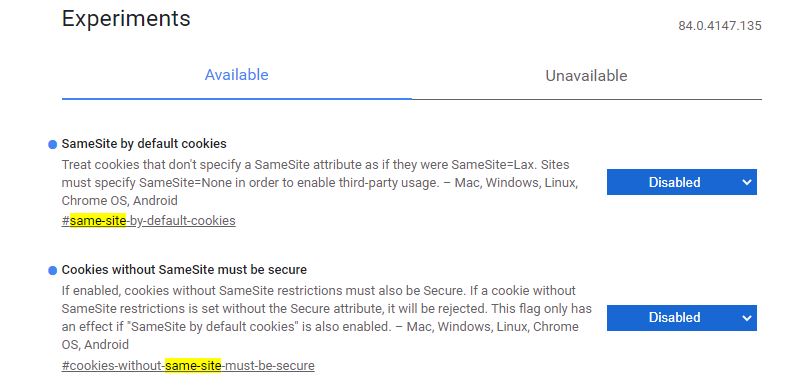 Experiments
84.0.4147.135
Available
Unavailable
SameSite by default cookies
Treat cookies that don't specify a SameSite attribute as if they were SameSite=Lax. Sites
must specify SameSite=None in order to enable third-party usage. – Mac, Windows, Linux,
Chrome OS, Android
#same-site-by-default-cookies
Disabled
Cookies without SameSite must be secure
If enabled, cookies without SameSite restrictions must also be Secure. If a cookie without
SameSite restrictions is set without the Secure attribute, it will be rejected. This flag only has
an effect if "SameSite by default cookies" is also enabled. – Mac, Windows, Linux, Chrome
OS, Android
#cookies-without-same-site-must-be-secure
Disabled